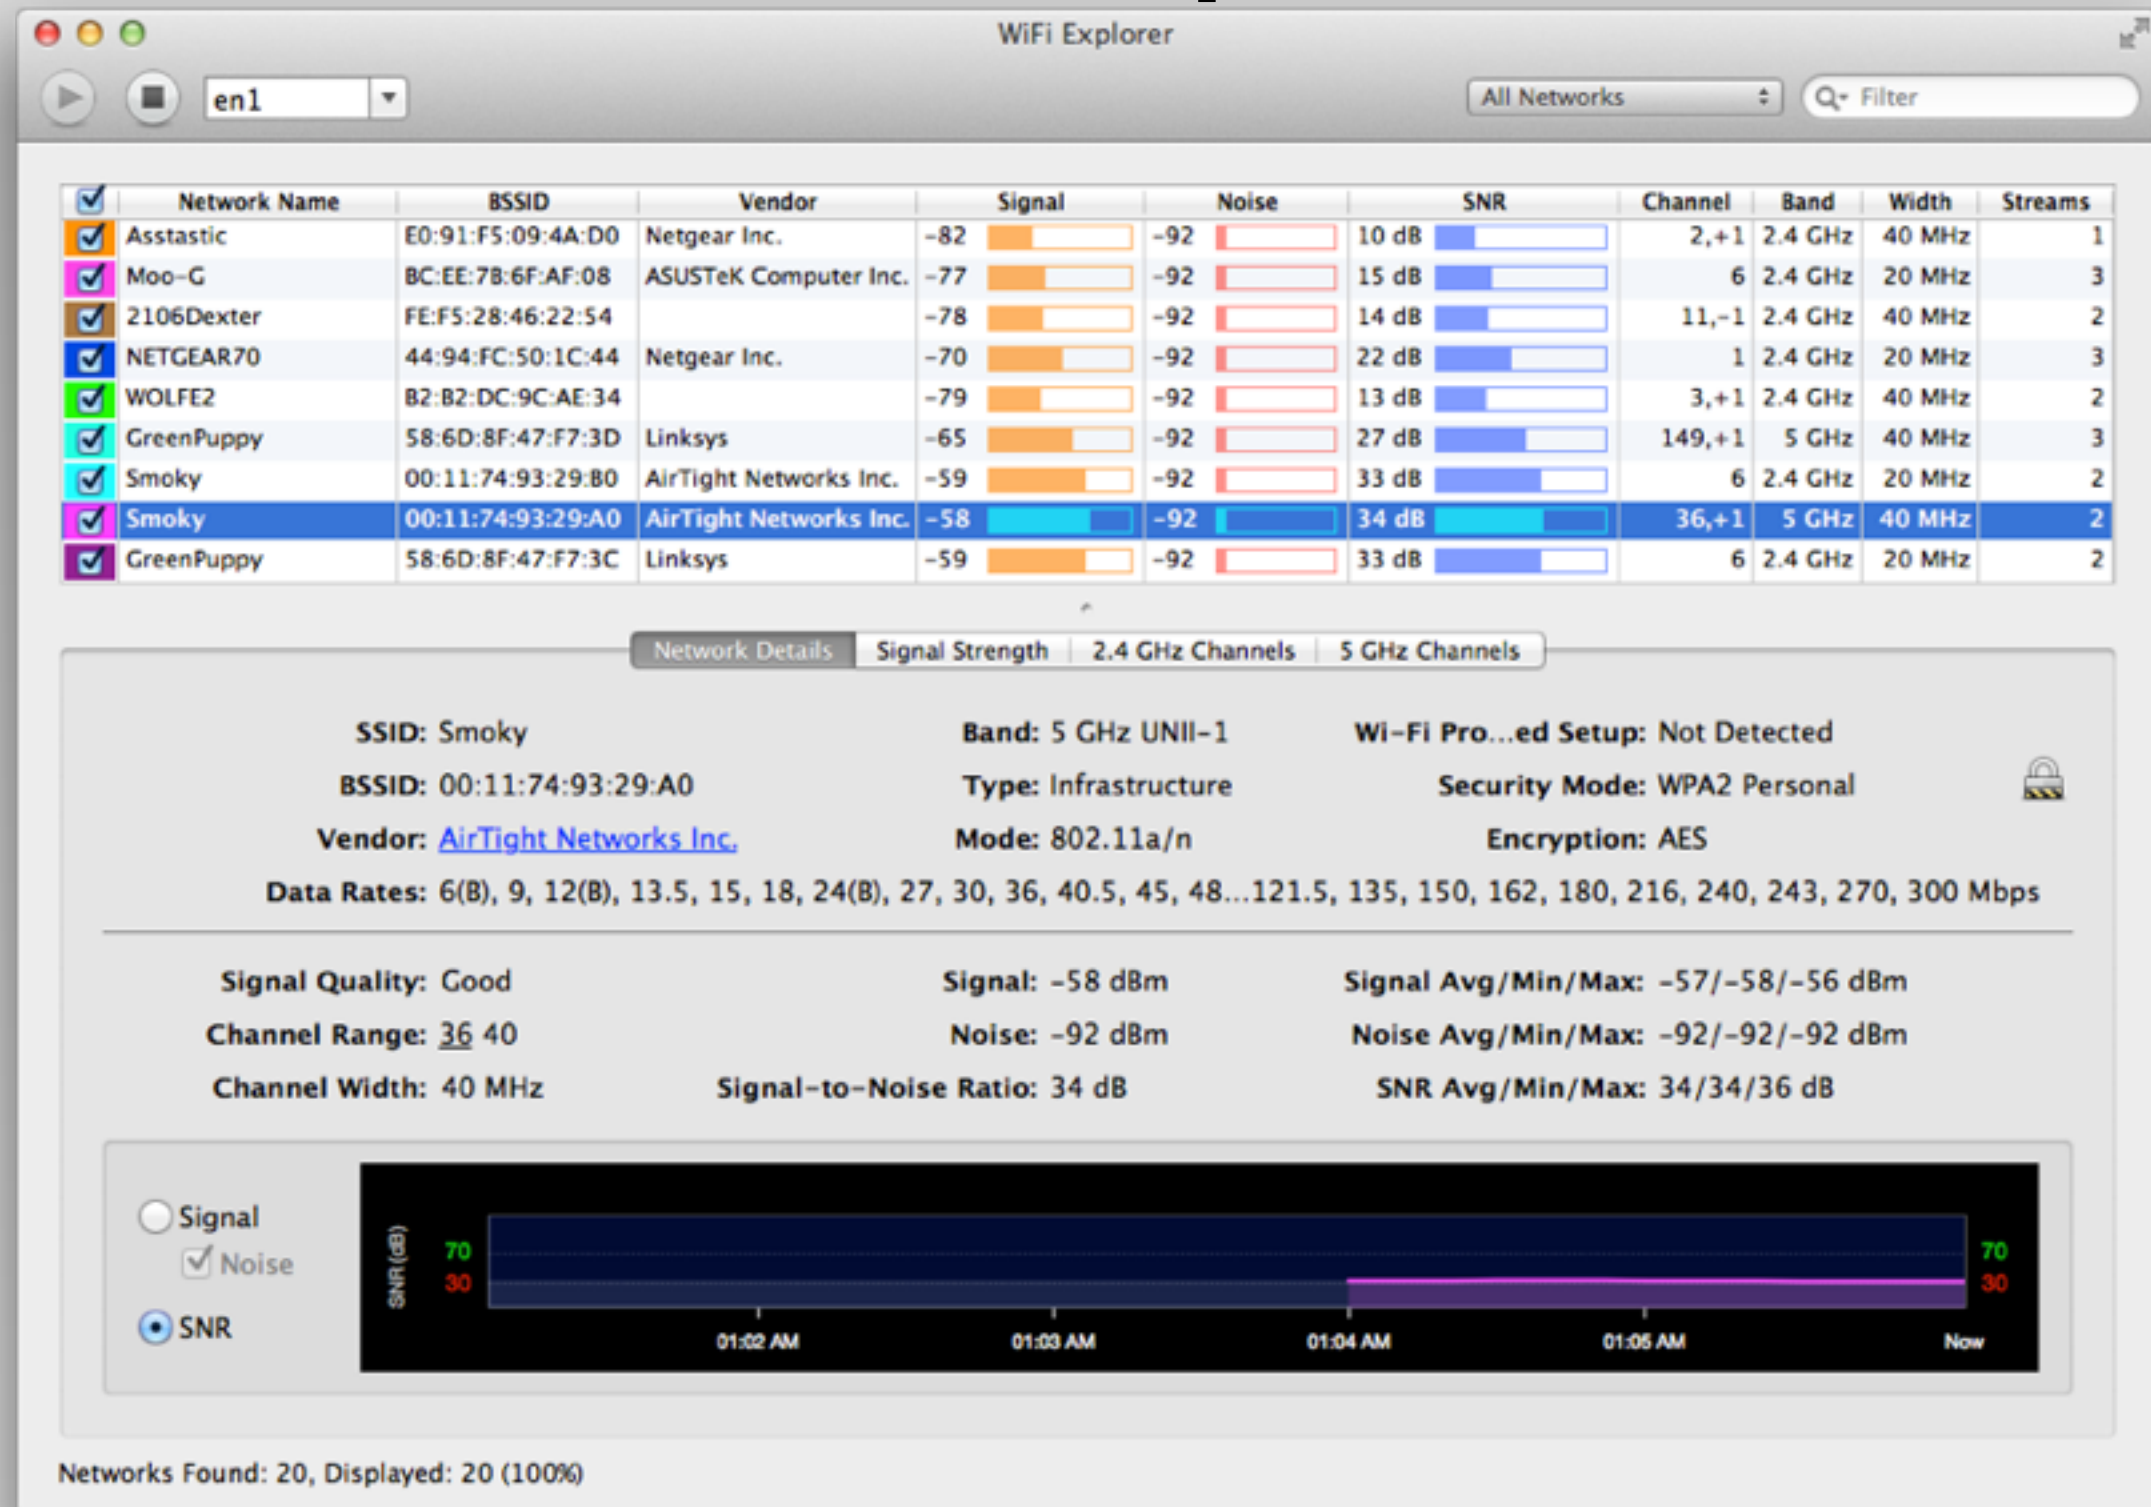 WiFi Explorer
en1 All Networks Filter
Network Name BSSID Vendor Signal Noise SNR Channel Band Width Streams
Asstastic E0:91:F5:09:4A:D0 Netgear Inc. -82 -92 10 dB 2,+1 2.4 GHz 40 MHz 1
Moo-G BC:EE:7B:6F:AF:08 ASUSTeK Computer Inc. -77 -92 15 dB 6 2.4 GHz 20 MHz 3
2106Dexter FE:F5:28:46:22:54 -78 -92 14 dB 11,-1 2.4 GHz 40 MHz 2
NETGEAR70 44:94:FC:50:1C:44 Netgear Inc. -70 -92 22 dB 1 2.4 GHz 20 MHz 3
WOLFE2 B2:B2:DC:9C:AE:34 -79 -92 13 dB 3,+1 2.4 GHz 40 MHz 2
GreenPuppy 58:6D:8F:47:F7:3D Linksys -65 -92 27 dB 149,+1 5 GHz 40 MHz 3
Smoky 00:11:74:93:29:B0 AirTight Networks Inc. -59 -92 33 dB 6 2.4 GHz 20 MHz 2
Smoky 00:11:74:93:29:A0 AirTight Networks Inc. -58 -92 34 dB 36,+1 5 GHz 40 MHz 2
GreenPuppy 58:6D:8F:47:F7:3C Linksys -59 -92 33 dB 6 2.4 GHz 20 MHz 2
Network Details Signal Strength 2.4 GHz Channels 5 GHz Channels
SSID: Smoky Band: 5 GHz UNII-1 Wi-Fi Pro...ed Setup: Not Detected
BSSID: 00:11:74:93:29:A0 Type: Infrastructure Security Mode: WPA2 Personal
Vendor: AirTight Networks Inc. Mode: 802.11a/n Encryption: AES
Data Rates: 6(B), 9, 12(B), 13.5, 15, 18, 24(B), 27, 30, 36, 40.5, 45, 48...121.5, 135, 150, 162, 180, 216, 240, 243, 270, 300 Mbps
Signal Quality: Good Signal: -58 dBm Signal Avg/Min/Max: -57/-58/-56 dBm
Channel Range: 36 40 Noise: -92 dBm Noise Avg/Min/Max: -92/-92/-92 dBm
Channel Width: 40 MHz Signal-to-Noise Ratio: 34 dB SNR Avg/Min/Max: 34/34/36 dB
Signal
Noise
SNR
SNR(dB)
70 70
30 30
01:02 AM 01:03 AM 01:04 AM 01:05 AM Now
Networks Found: 20, Displayed: 20 (100%)